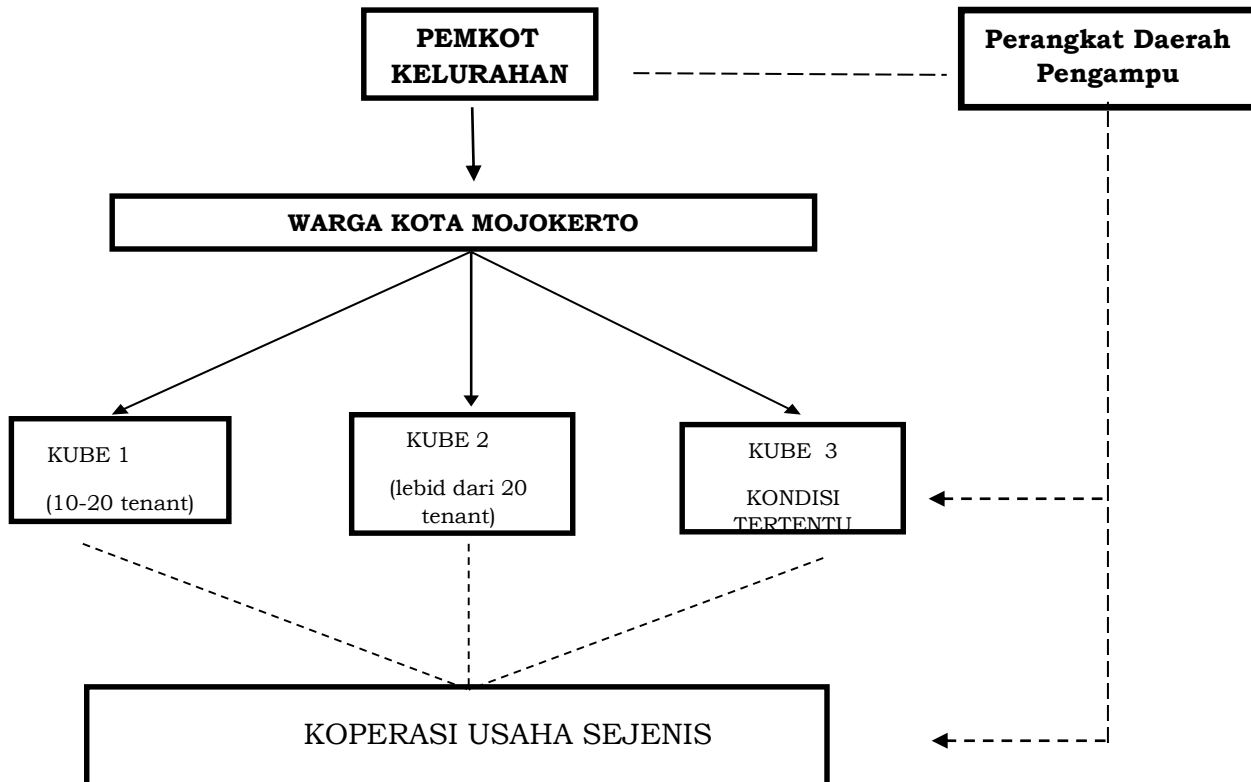 PEMKOT
KELURAHAN
Perangkat Daerah
Pengampu
WARGA KOTA MOJOKERTO
KUBE 1
(10-20 tenant)
KUBE 2
(lebid dari 20
tenant)
KUBE 3
KONDISI
TERTENTU
KOPERASI USAHA SEJENIS